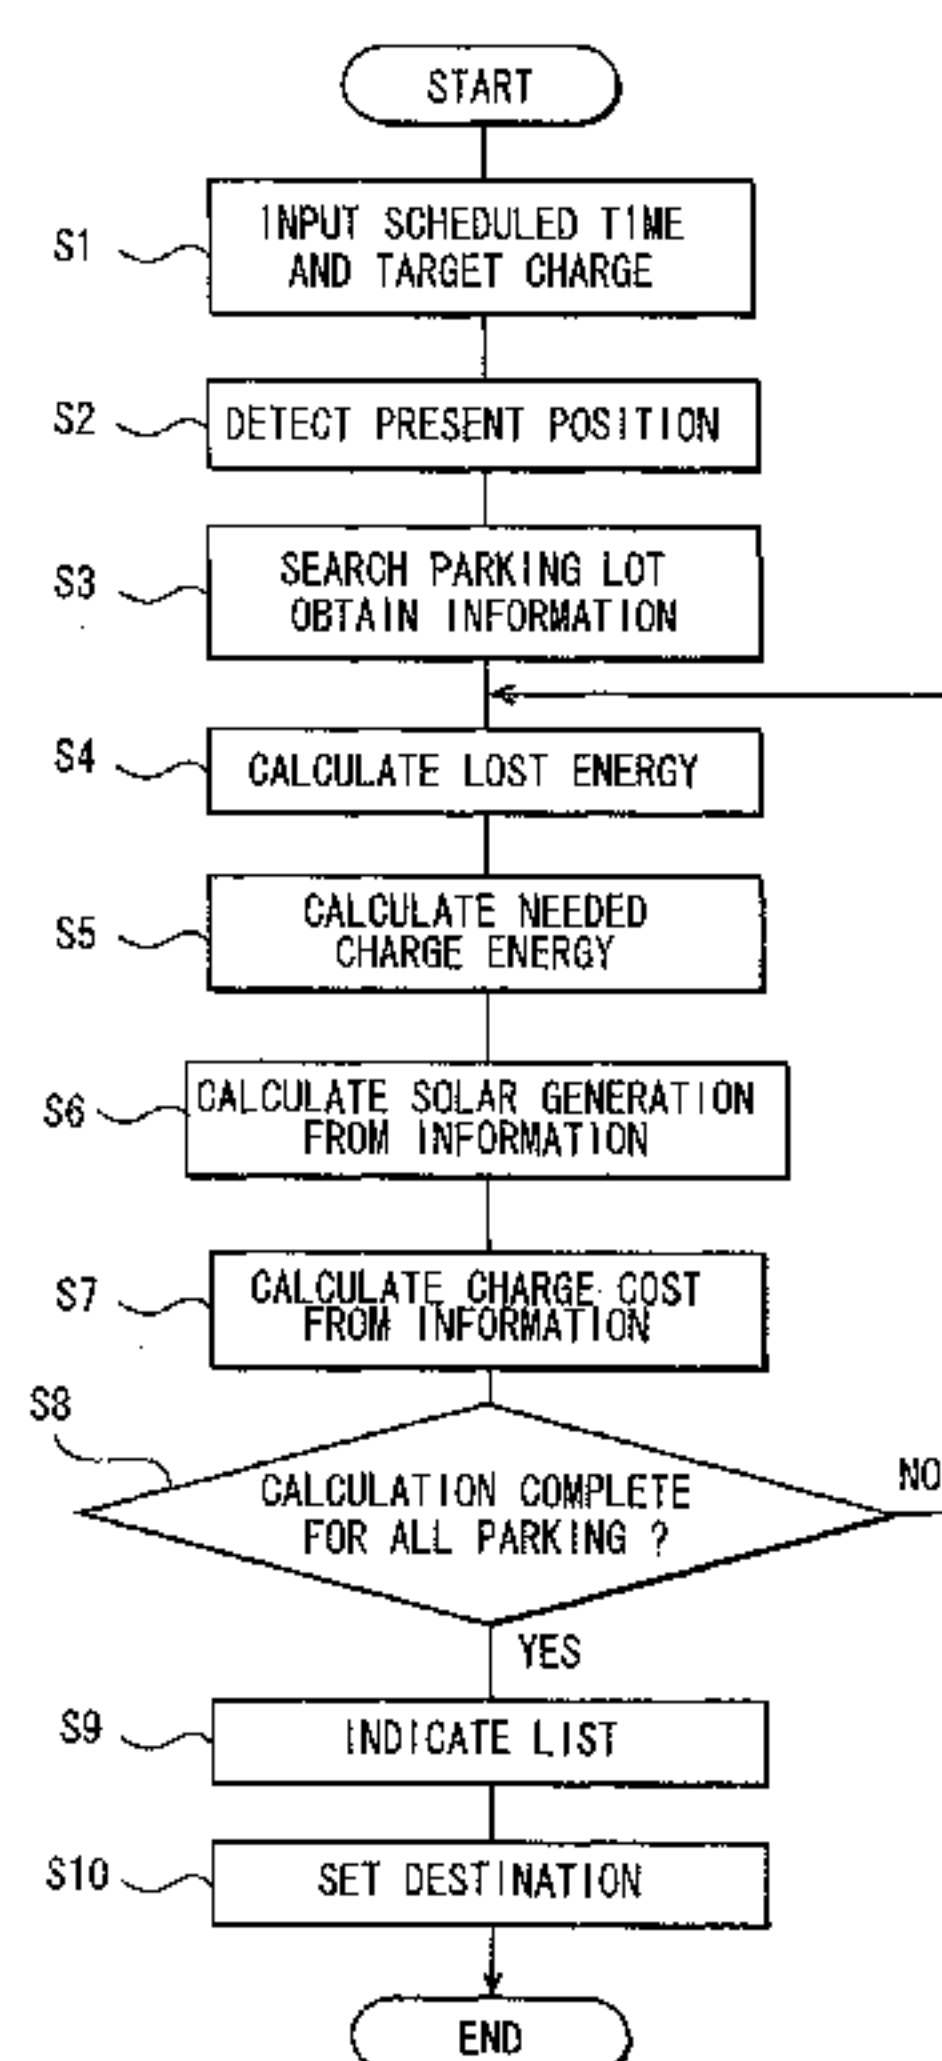 START
S1
INPUT SCHEDULED TIME
AND TARGET CHARGE
S2
DETECT PRESENT POSITION
S3
SEARCH PARKING LOT
OBTAIN INFORMATION
S4
CALCULATE LOST ENERGY
S5
CALCULATE NEEDED
CHARGE ENERGY
S6
CALCULATE SOLAR GENERATION
FROM INFORMATION
S7
CALCULATE CHARGE COST
FROM INFORMATION
S8
CALCULATION COMPLETE
FOR ALL PARKING ?
NO
YES
S9
INDICATE LIST
S10
SET DESTINATION
END